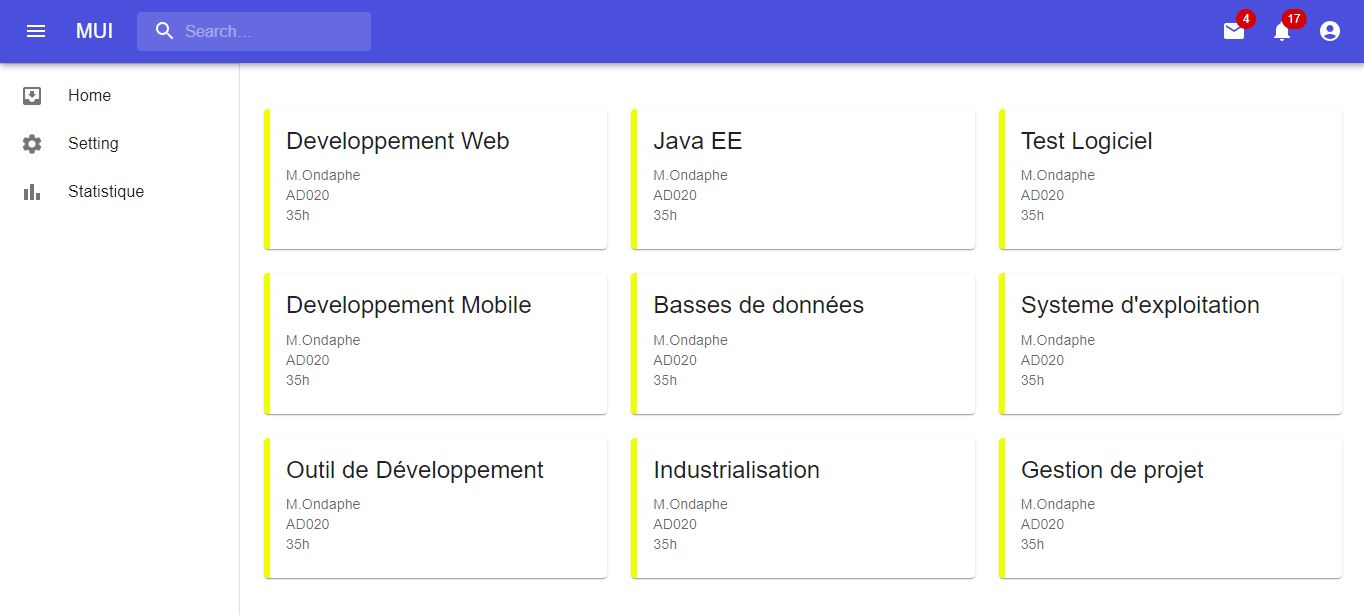 MUI
Search...
4
17
Home
Setting
Statistique
Developpement Web
M.Ondaphe
AD020
35h
Java EE
M.Ondaphe
AD020
35h
Test Logiciel
M.Ondaphe
AD020
35h
Developpement Mobile
M.Ondaphe
AD020
35h
Basses de données
M.Ondaphe
AD020
35h
Systeme d'exploitation
M.Ondaphe
AD020
35h
Outil de Développement
M.Ondaphe
AD020
35h
Industrialisation
M.Ondaphe
AD020
35h
Gestion de projet
M.Ondaphe
AD020
35h